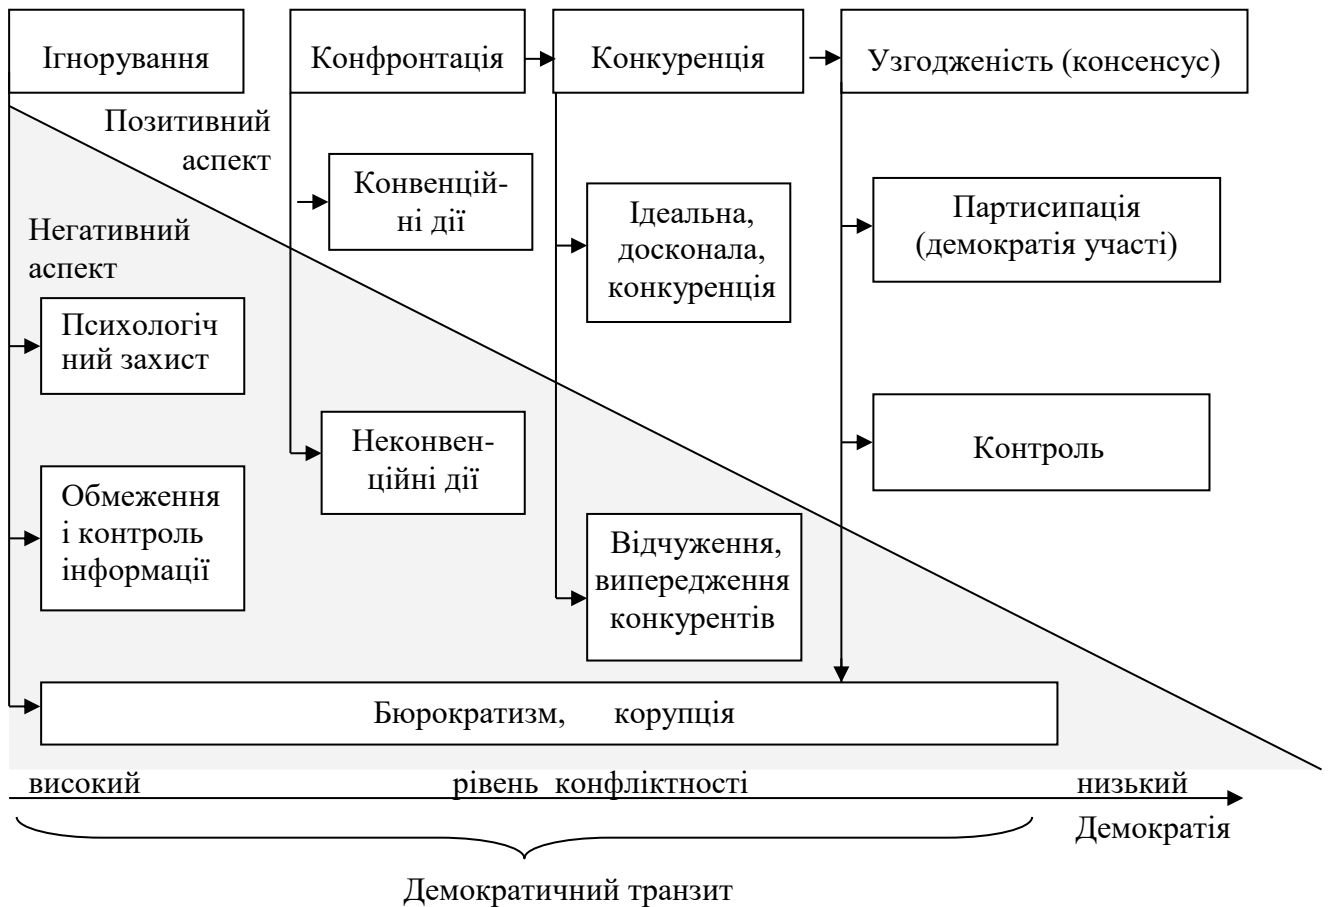 Ігнорування
Конфронтація
Конкуренція
Узгодженість (консенсус)
Позитивний
аспект
Негативний
аспект
Конвенцій-
ні дії
Ідеальна,
досконала,
конкуренція
Партисипація
(демократія участі)
Психологіч
ний захист
Неконвен-
ційні дії
Контроль
Обмеження
і контроль
інформації
Відчуження,
випередження
конкурентів
Бюрократизм, корупція
високий рівень конфліктності низький
Демократія
Демократичний транзит